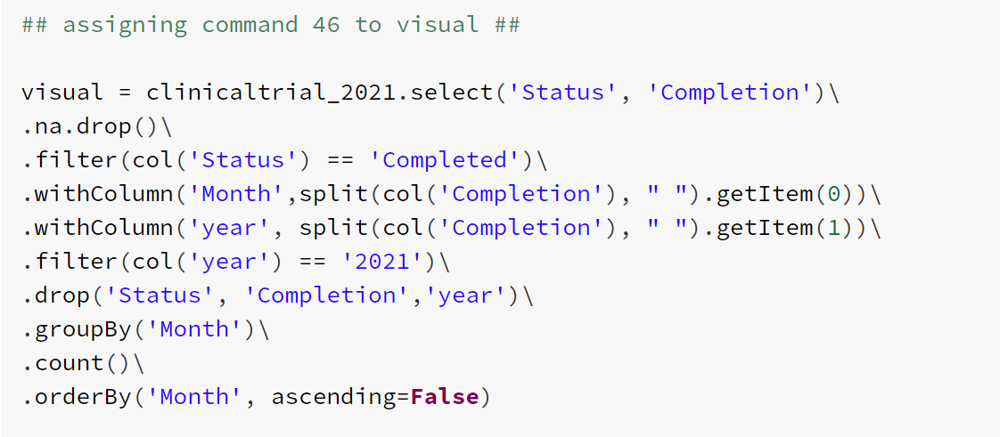 ## assigning command 46 to visual ##
visual = clinicaltrial_2021.select('Status', 'Completion')\
.na.drop()\
.filter(col('Status') == 'Completed')\
.withColumn('Month',split(col('Completion'), " ").getItem(0))\
.withColumn('year', split(col('Completion'), " ").getItem(1))\
.filter(col('year') == '2021')\
.drop('Status', 'Completion','year')\
.groupBy('Month')\
.count()\
.orderBy('Month', ascending=False)